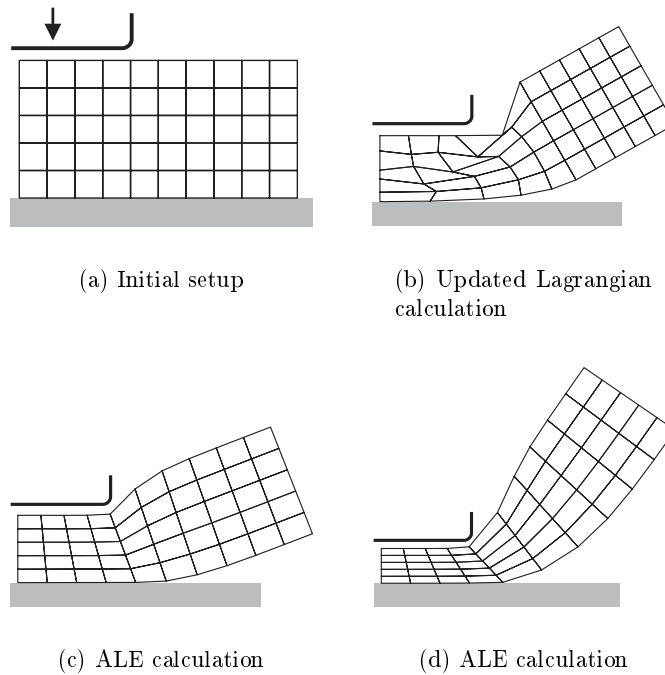 (a) Initial setup
(b) Updated Lagrangian
calculation
(c) ALE calculation
(d) ALE calculation